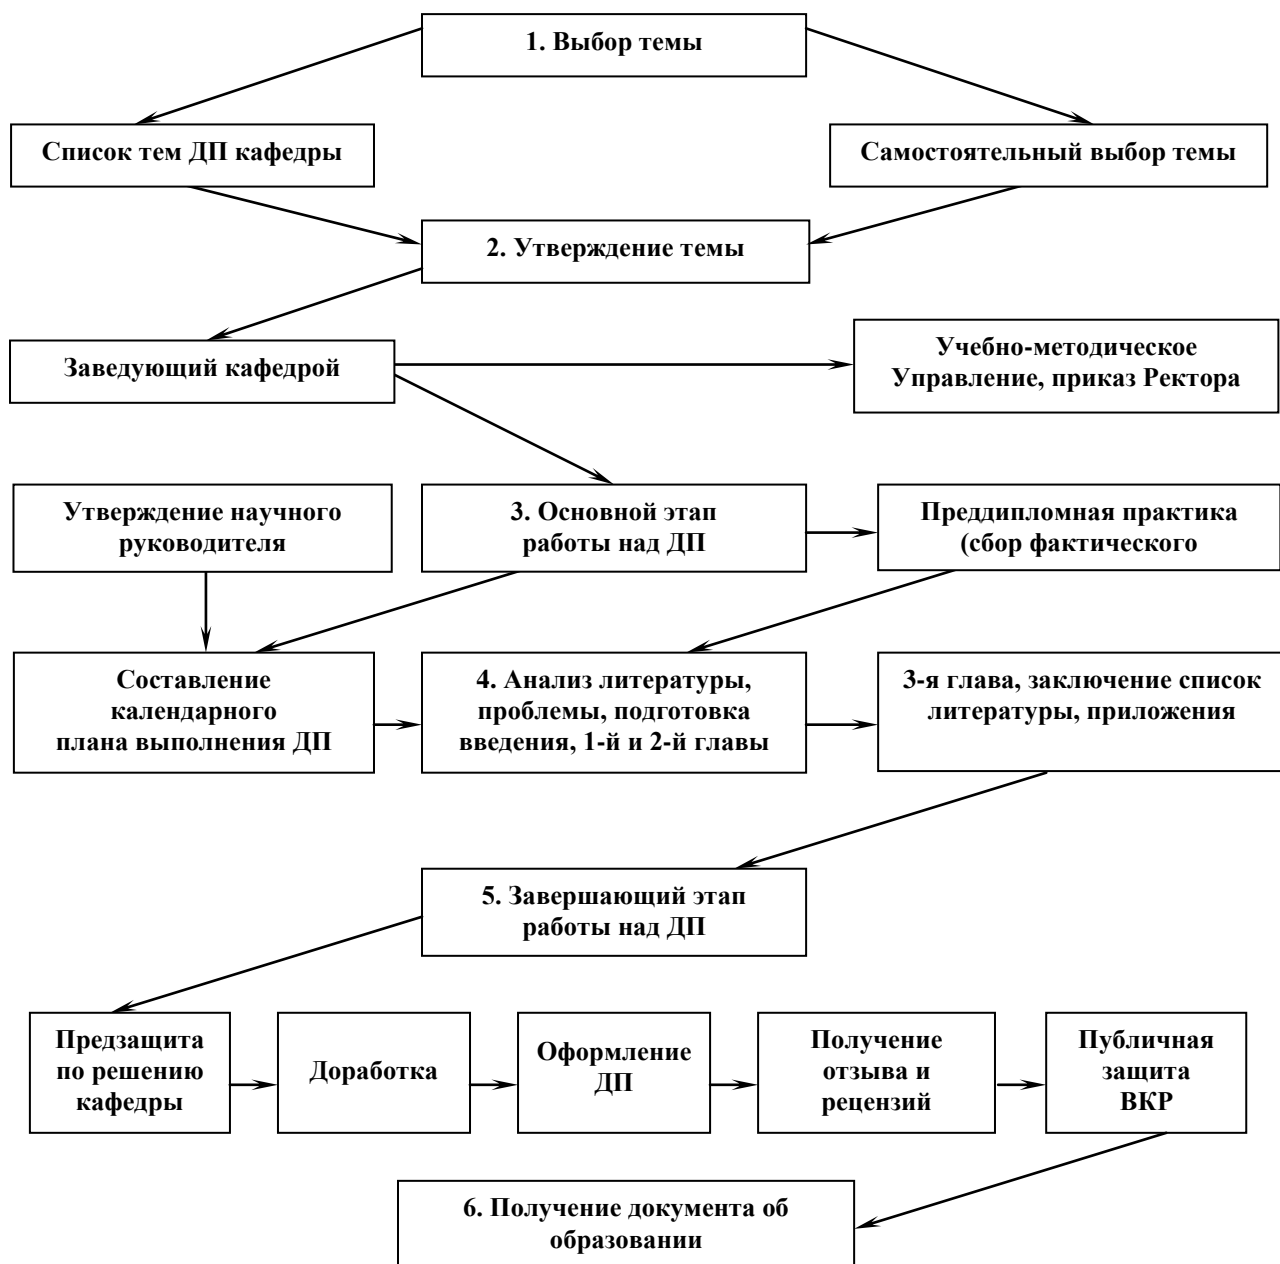 1. Выбор темы
Список тем ДП кафедры
Самостоятельный выбор темы
2. Утверждение темы
Заведующий кафедрой
Учебно-методическое
Управление, приказ Ректора
Утверждение научного
руководителя
3. Основной этап
работы над ДП
Преддипломная практика
(сбор фактического
Составление
календарного
плана выполнения ДП
4. Анализ литературы,
проблемы, подготовка
введения, 1-й и 2-й главы
3-я глава, заключение список
литературы, приложения
5. Завершающий этап
работы над ДП
Предзащита
по решению
кафедры
Доработка
Оформление
ДП
Получение
отзыва и
рецензий
Публичная
защита
ВКР
6. Получение документа об
образовании